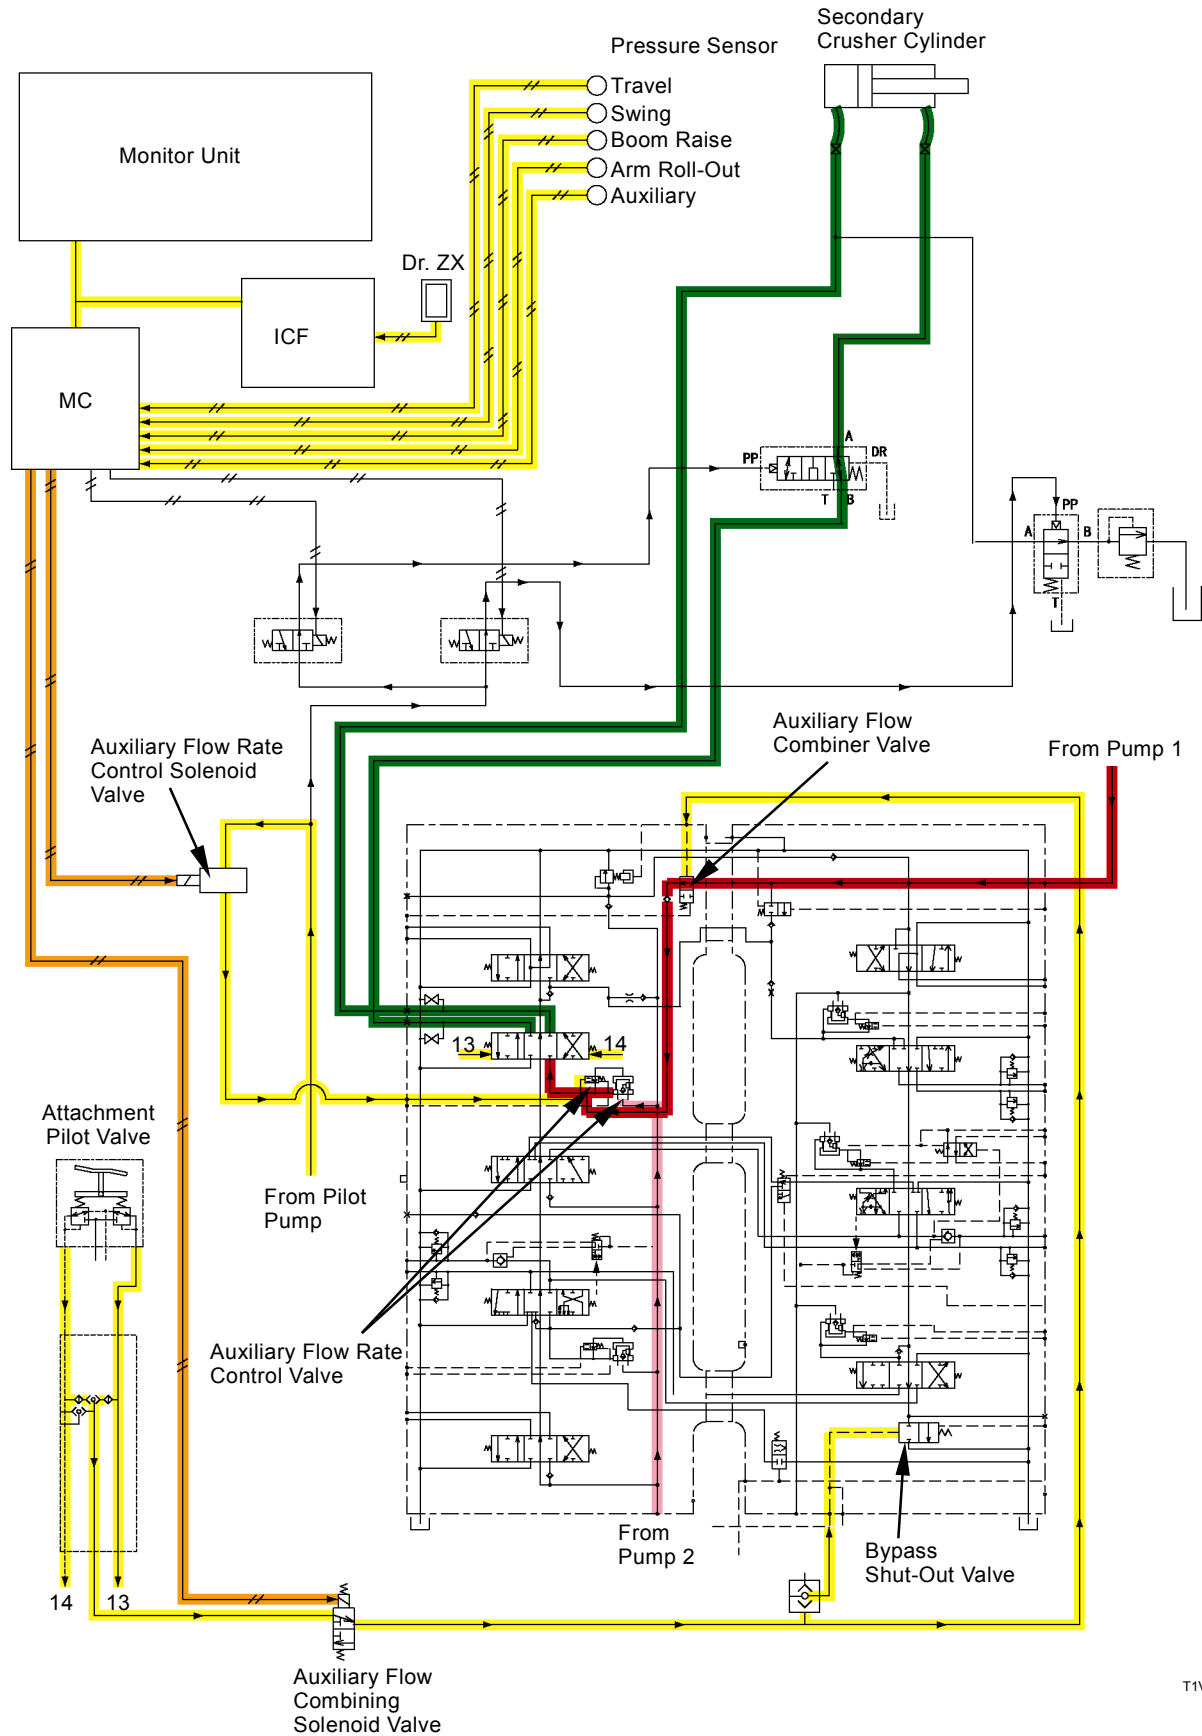 Secondary
Crusher Cylinder
Pressure Sensor
Travel
Swing
Boom Raise
Arm Roll-Out
Auxiliary
Monitor Unit
Dr. ZX
ICF
MC
A
PP
DR
T B
PP
A
B
T
Auxiliary Flow
Combiner Valve
From Pump 1
Auxiliary Flow Rate
Control Solenoid
Valve
13
14
Attachment
Pilot Valve
From Pilot
Pump
Auxiliary Flow Rate
Control Valve
From
Pump 2
Bypass
Shut-Out Valve
14
13
Auxiliary Flow
Combining
Solenoid Valve